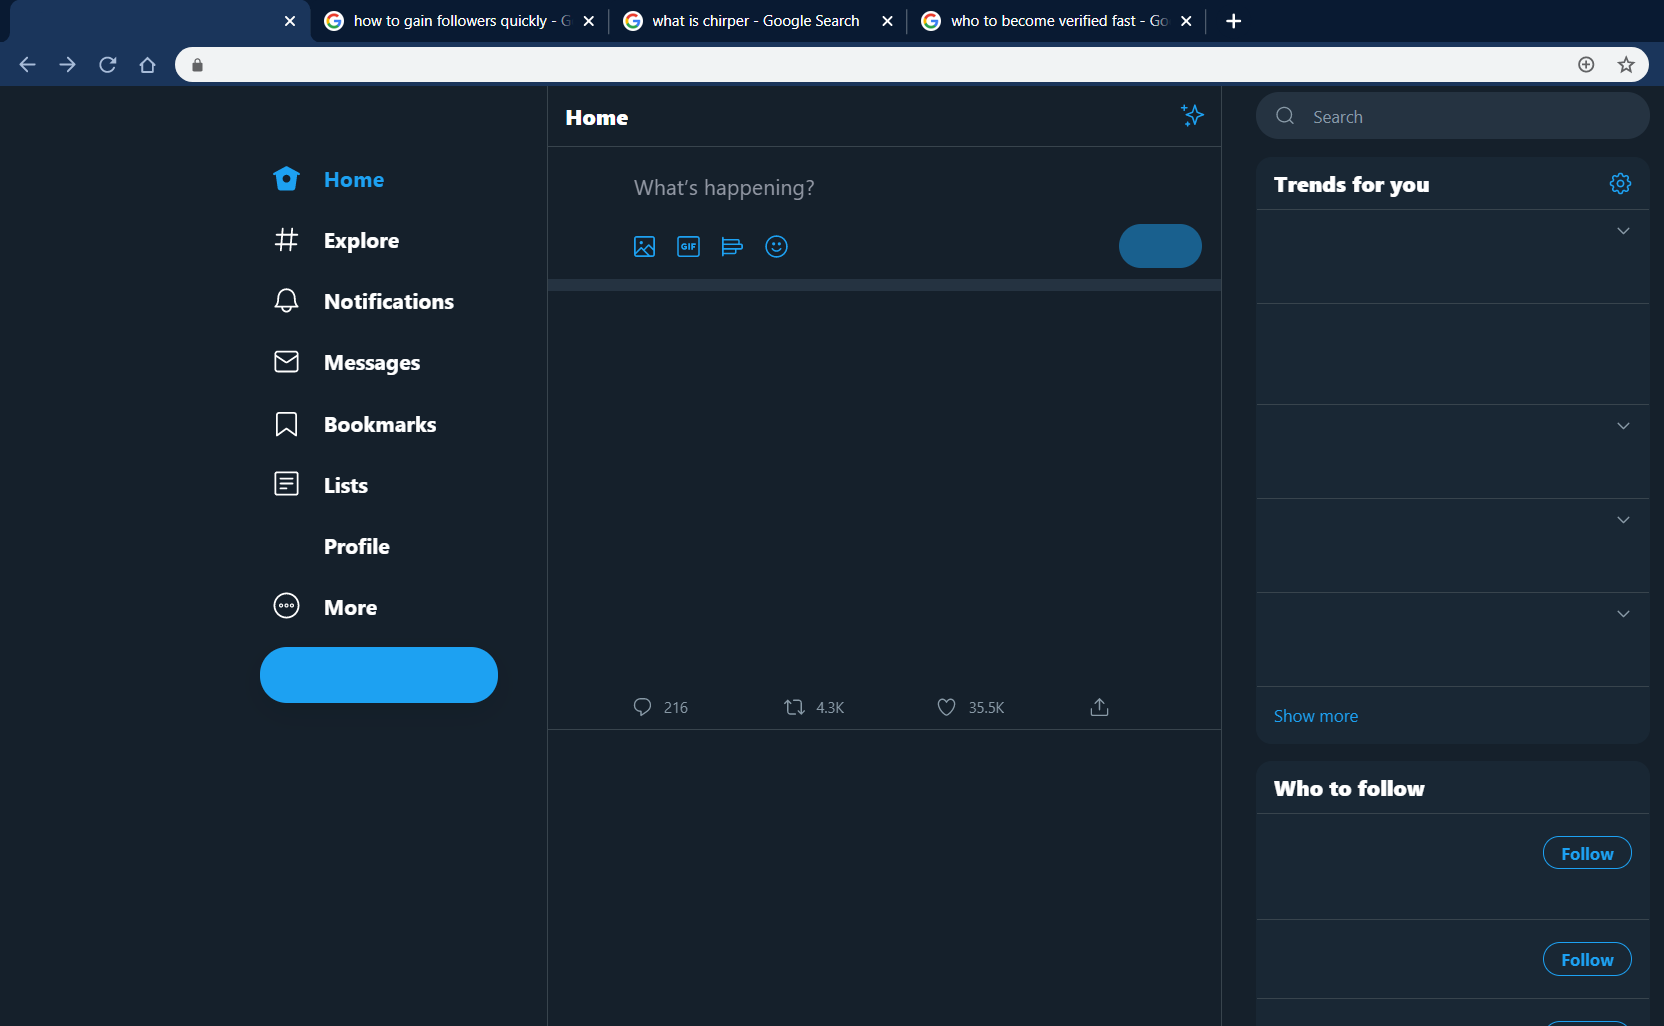 how to gain followers quickly - G
what is chirper - Google Search
who to become verified fast - Go
Home
Explore
Notifications
Messages
Bookmarks
Lists
Profile
More
Home
What's happening?
GIF
216
4.3K
35.5K
Search
Trends for you
Show more
Who to follow
Follow
Follow